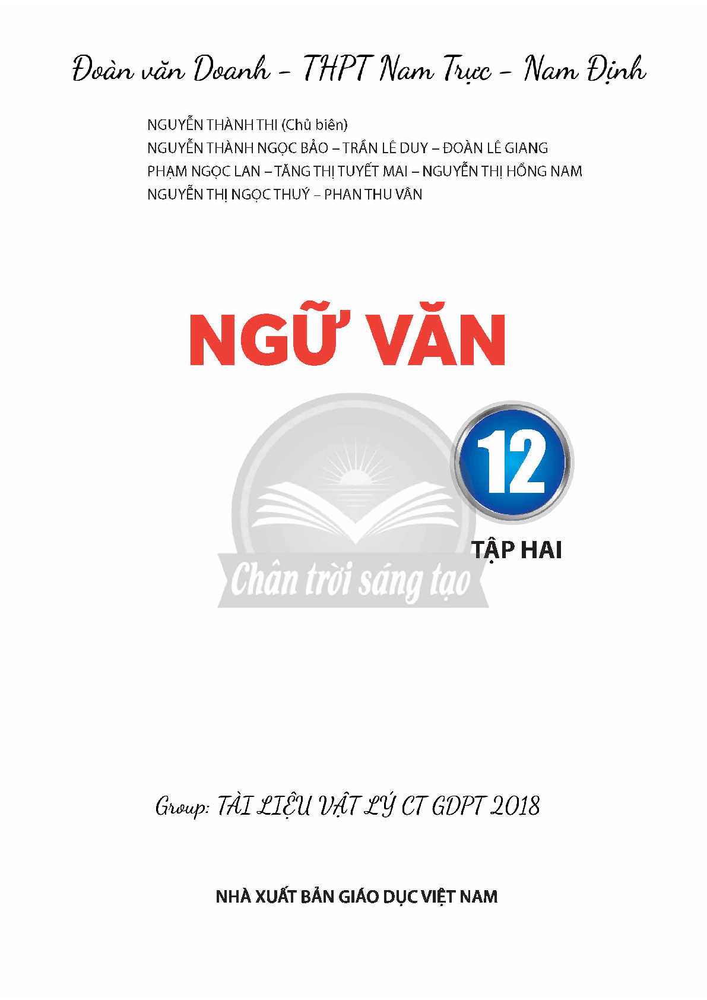 Đoàn văn Doanh - THPT Nam Trực - Nam Định
NGUYỄN THÀNH THI (Chủ biên)
NGUYỄN THÀNH NGỌC BẢO – TRẦN LÊ DUY – ĐOÀN LÊ GIANG
PHẠM NGỌC LAN – TĂNG THỊ TUYẾT MAI – NGUYỄN THỊ HỒNG NAM
NGUYỄN THỊ NGỌC THUÝ – PHAN THU VÂN
NGỮ VĂN
12
TẬP HAI
Chân trời sáng tạo
Group: TÀI LIỆU VẬT LÝ CT GDPT 2018
NHÀ XUẤT BẢN GIÁO DỤC VIỆT NAM